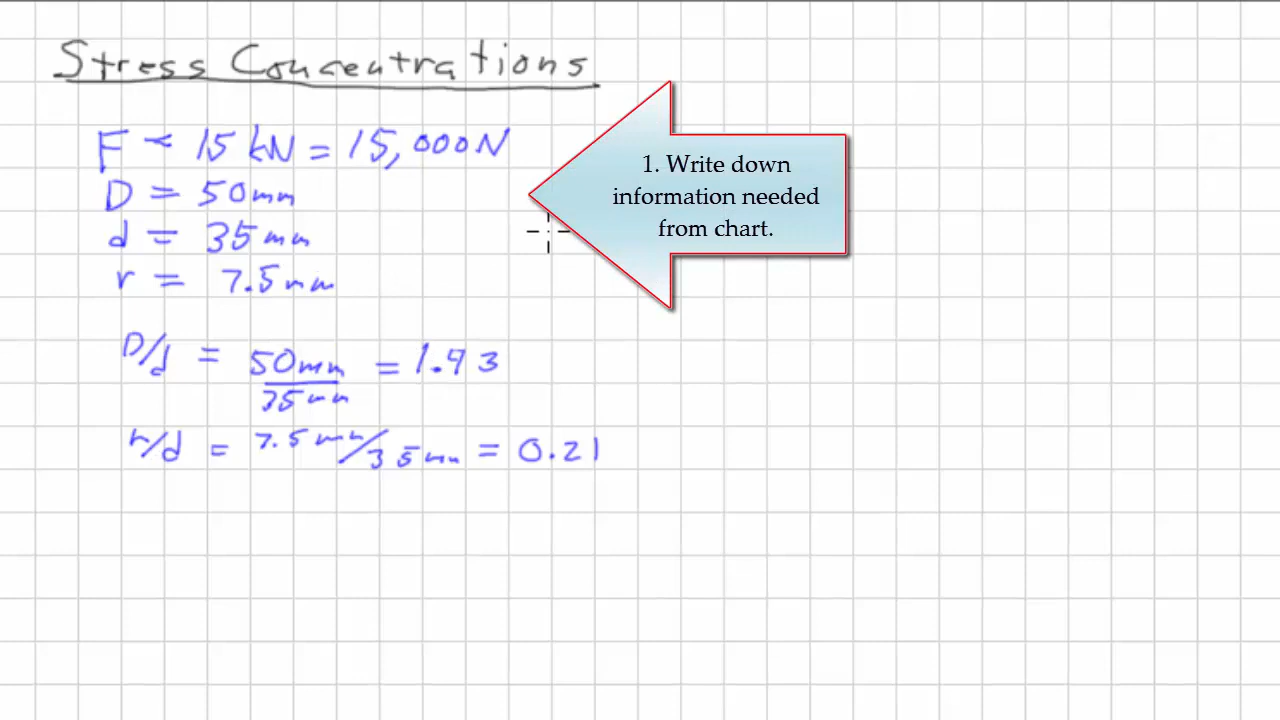 Stress Concentrations
F = 15 kN = 15,000N
D = 50mm
d = 35mm
r = 7.5mm
1. Write down
information needed
from chart.
D/d = 50mm = 1.43
35mm
r/d = 7.5mm/35mm = 0.21